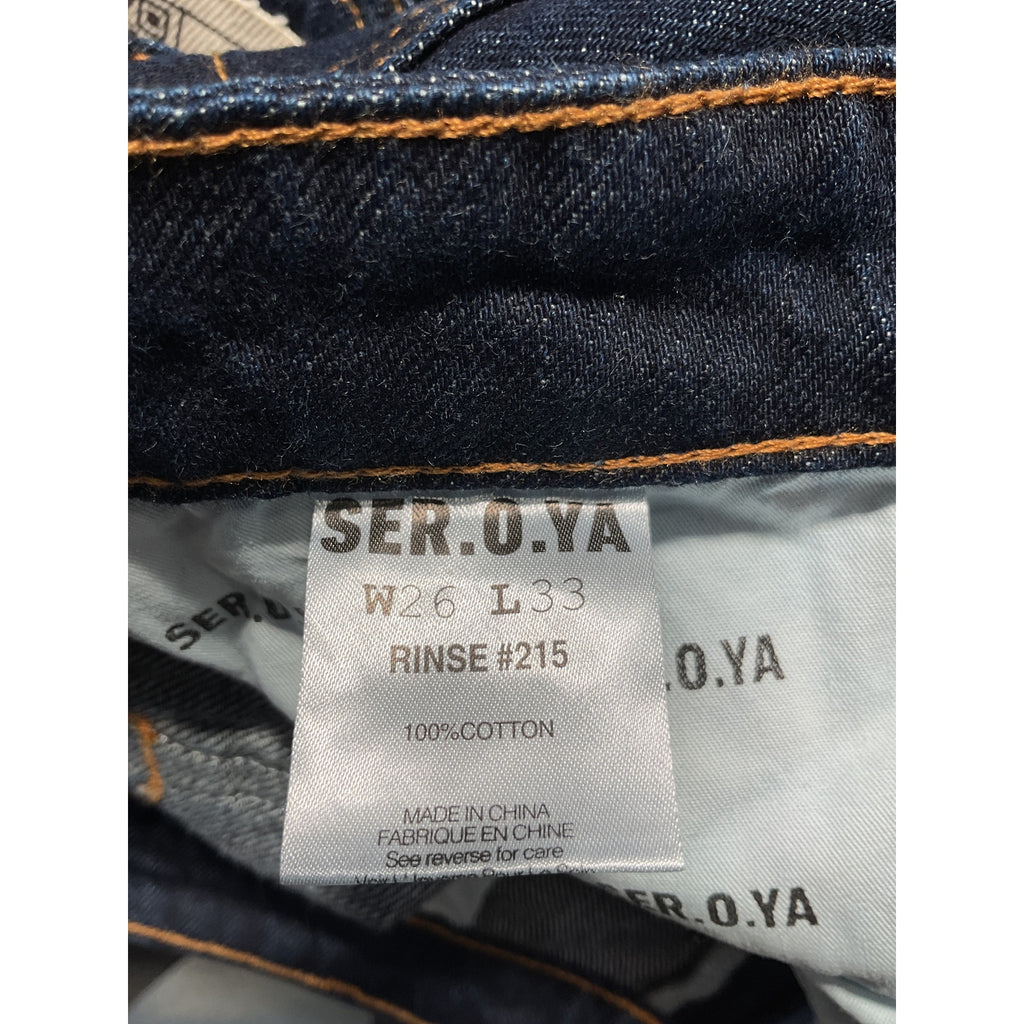 SER.O.YA
W26 L33
SER.O
RINSE #215
.O.YA
100%COTTON
MADE IN CHINA
FABRIQUE EN CHINE
See reverse for care
ER.O.YA